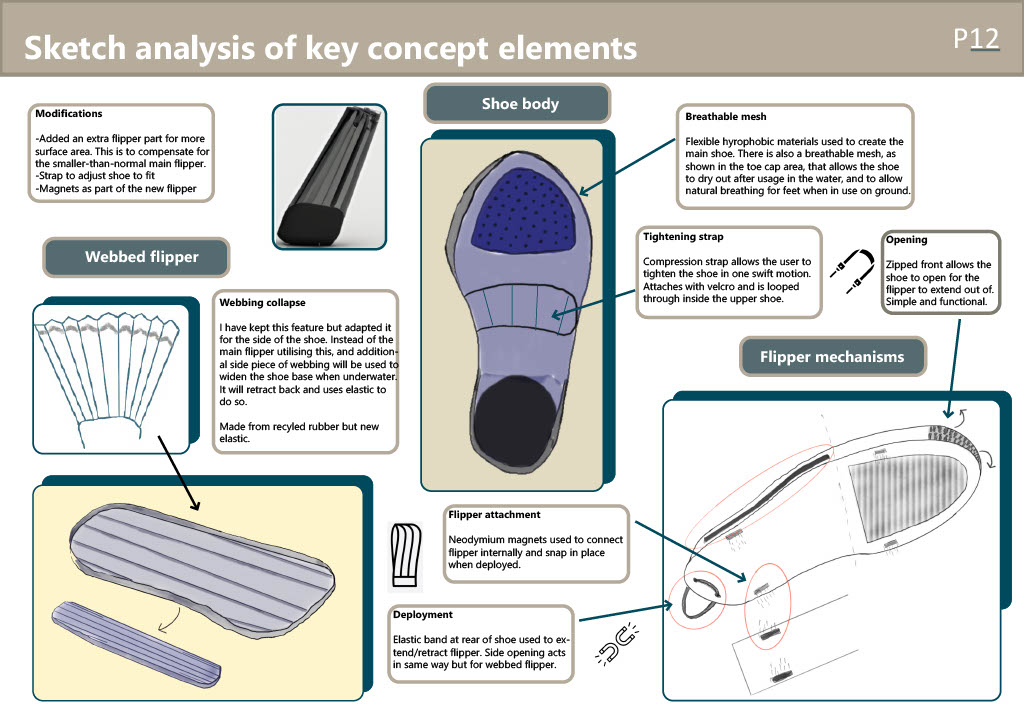 Sketch analysis of key concept elements
P12
Modifications
-Added an extra flipper part for more
surface area. This is to compensate for
the smaller-than-normal main flipper.
-Strap to adjust shoe to fit
-Magnets as part of the new flipper
Shoe body
Breathable mesh
Flexible hyrophobic materials used to create the
main shoe. There is also a breathable mesh, as
shown in the toe cap area, that allows the shoe
to dry out after usage in the water, and to allow
natural breathing for feet when in use on ground.
Webbed flipper
Tightening strap
Compression strap allows the user to
tighten the shoe in one swift motion.
Attaches with velcro and is looped
through inside the upper shoe.
Opening
Zipped front allows the
shoe to open for the
flipper to extend out of.
Simple and functional.
Webbing collapse
I have kept this feature but adapted it
for the side of the shoe. Instead of the
main flipper utilising this, and addition-
al side piece of webbing will be used to
widen the shoe base when underwater.
It will retract back and uses elastic to
do so.
Made from recyled rubber but new
elastic.
Flipper mechanisms
Flipper attachment
Neodymium magnets used to connect
flipper internally and snap in place
when deployed.
Deployment
Elastic band at rear of shoe used to ex-
tend/retract flipper. Side opening acts
in same way but for webbed flipper.